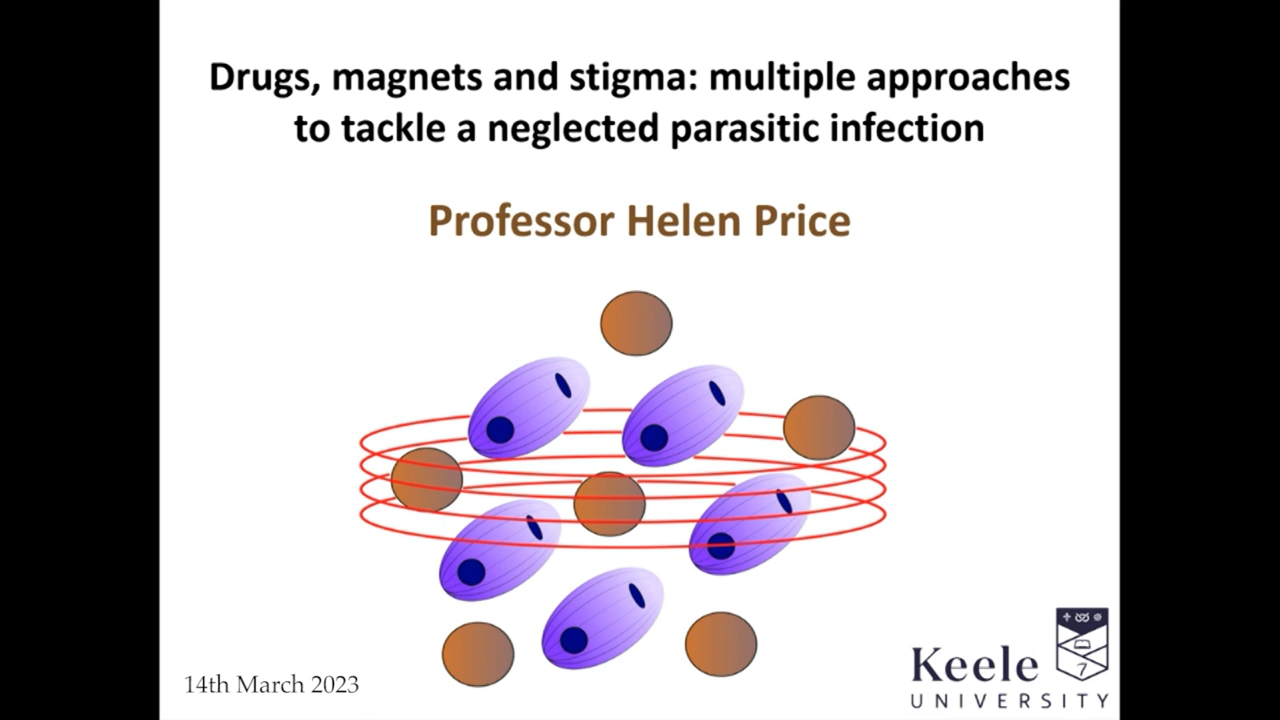 Drugs, magnets and stigma: multiple approaches
to tackle a neglected parasitic infection
Professor Helen Price
14th March 2023
Keele
UNIVERSITY